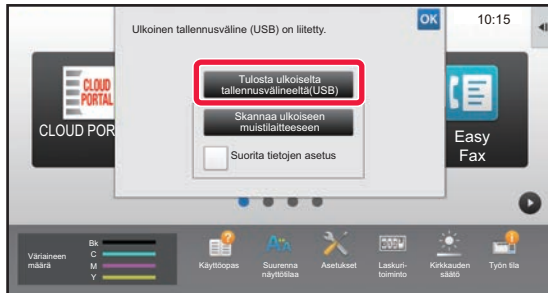 Ulkoinen tallennusväline (USB) on liitetty.
OK
10:15
Tulosta ulkoiselta
tallennusvälineeltä(USB)
Skannaa ulkoiseen
muistilaitteeseen
Suorita tietojen asetus
CLOUD
PORTAL
CLOUD POR
Easy
Fax
Väriaineen
määrä
Bk
C
M
Y
Käyttöopas
Suurenna
näyttötilaa
Asetukset
Laskuri-
toiminto
Kirkkauden
säätö
Työn tila